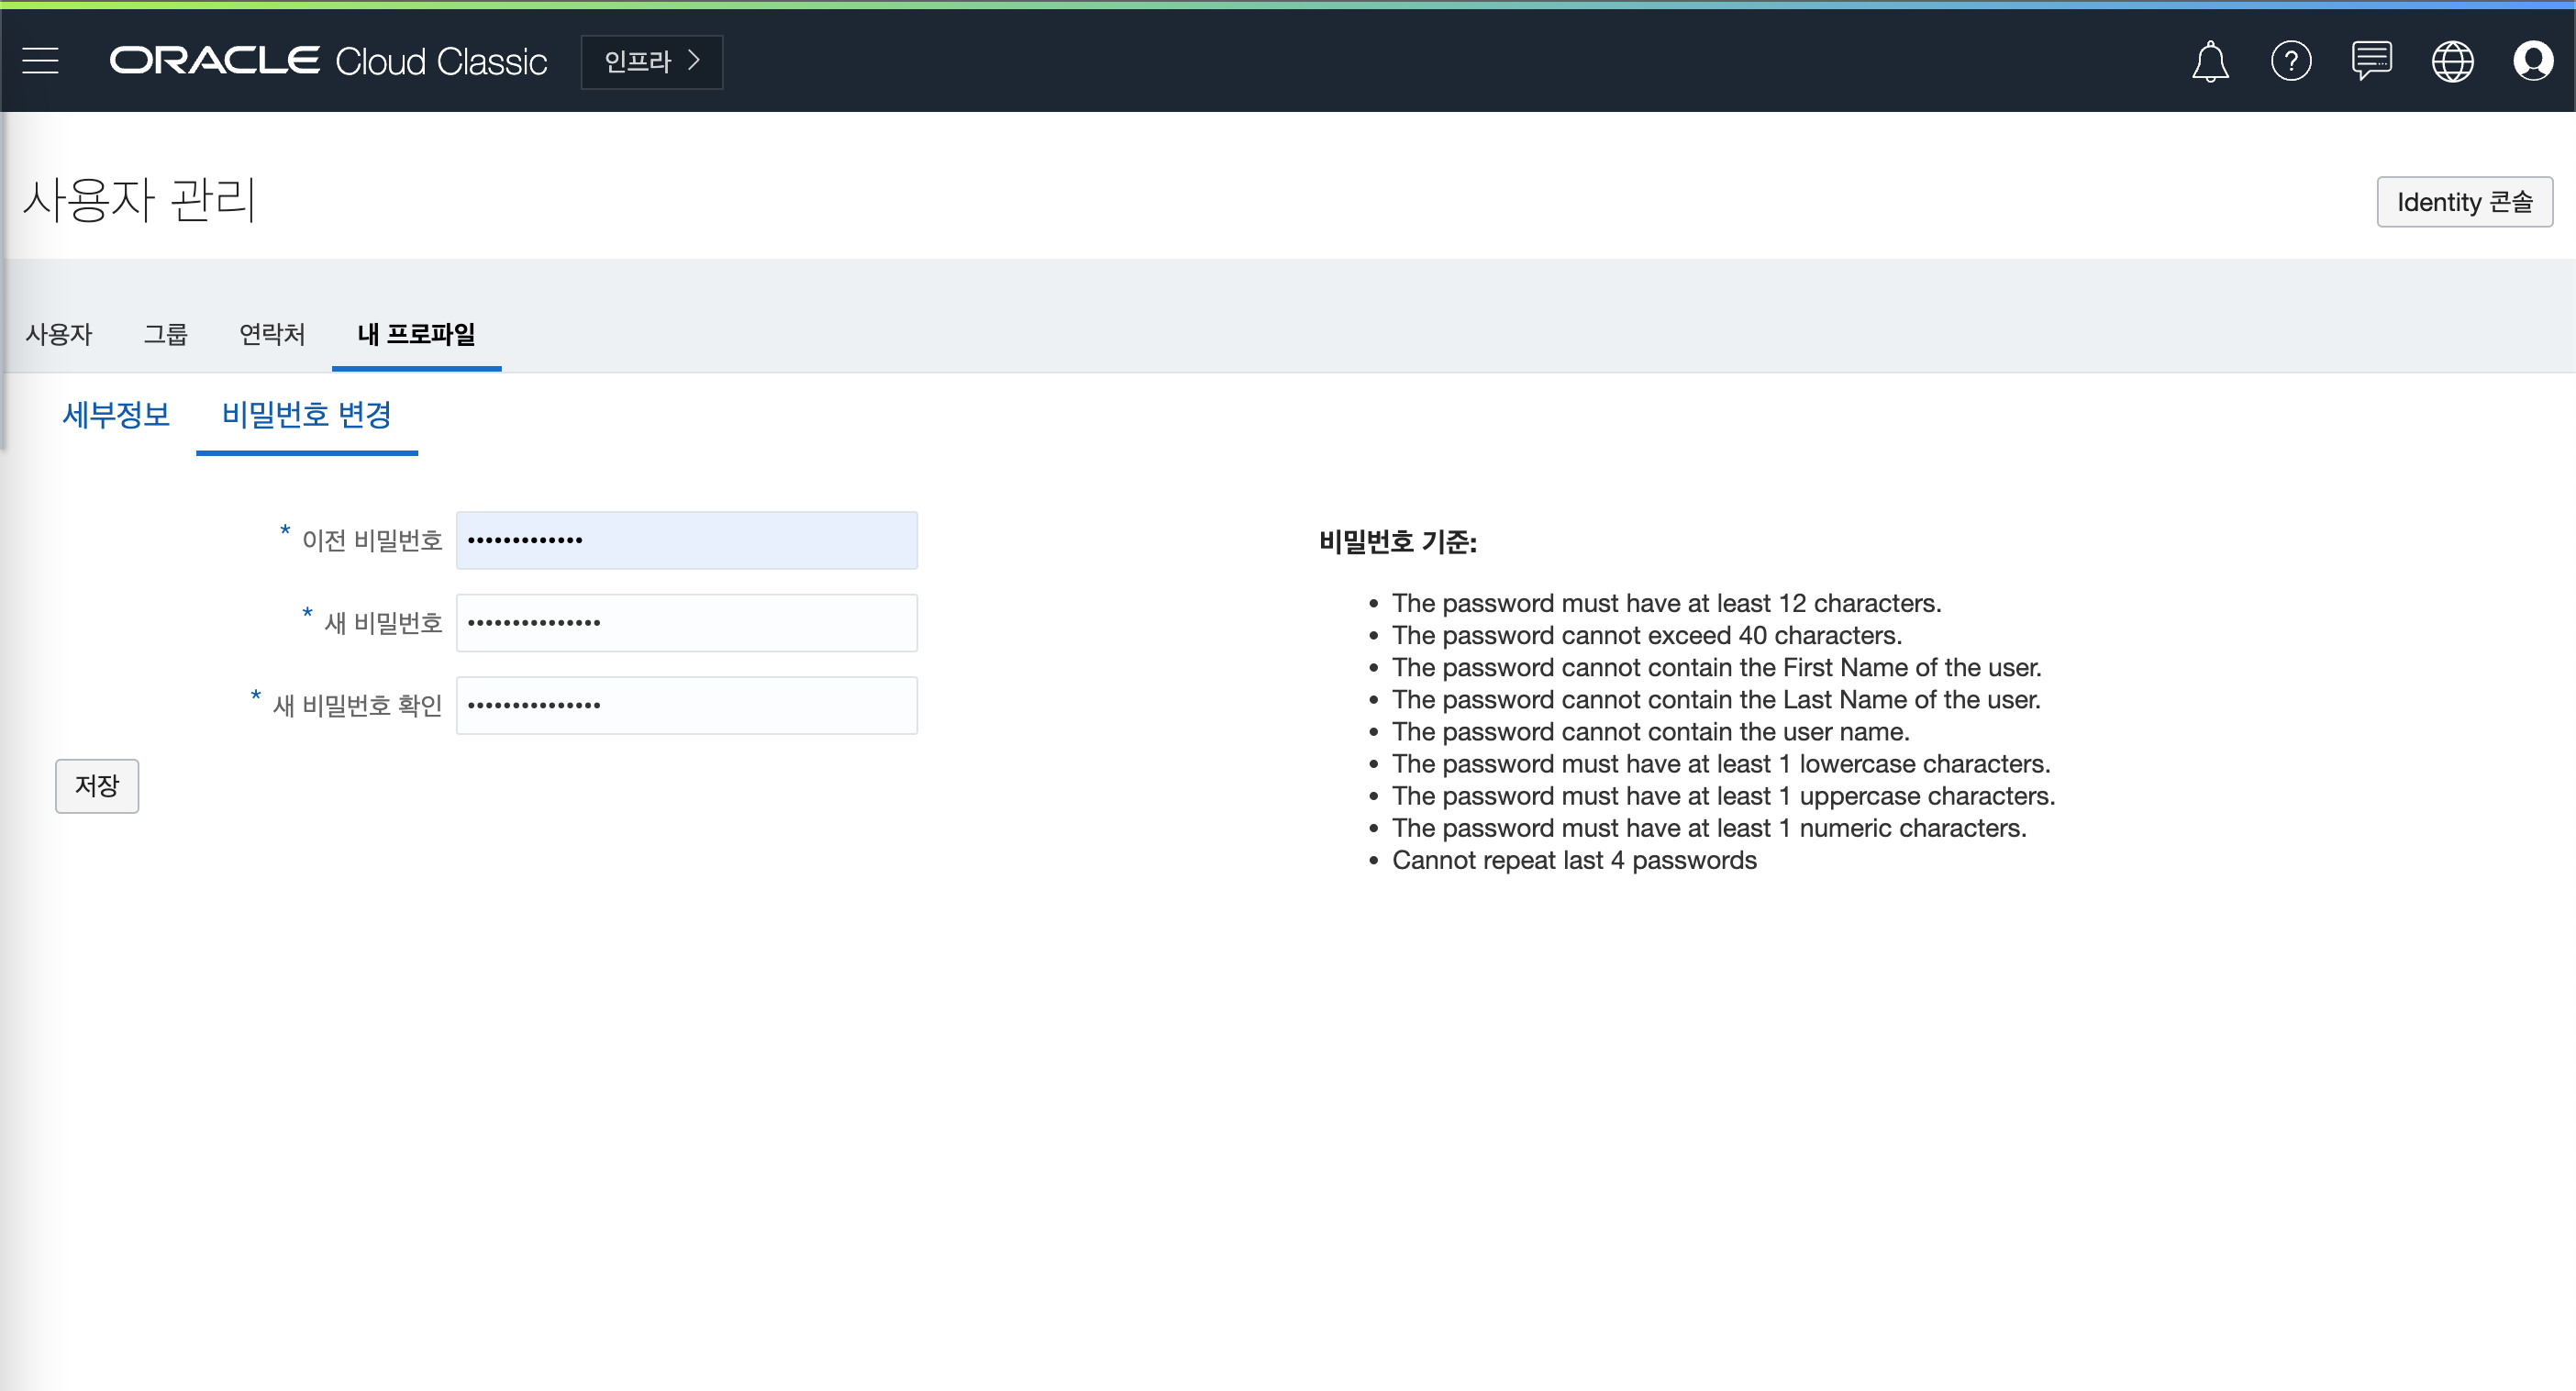 ORACLE Cloud Classic 인프라
사용자 관리
Identity 콘솔
사용자 그룹 연락처 내 프로파일
세부정보 비밀번호 변경
* 이전 비밀번호 •••••••••••••
* 새 비밀번호 •••••••••••••••
* 새 비밀번호 확인 •••••••••••••••
저장
비밀번호 기준:
• The password must have at least 12 characters.
• The password cannot exceed 40 characters.
• The password cannot contain the First Name of the user.
• The password cannot contain the Last Name of the user.
• The password cannot contain the user name.
• The password must have at least 1 lowercase characters.
• The password must have at least 1 uppercase characters.
• The password must have at least 1 numeric characters.
• Cannot repeat last 4 passwords